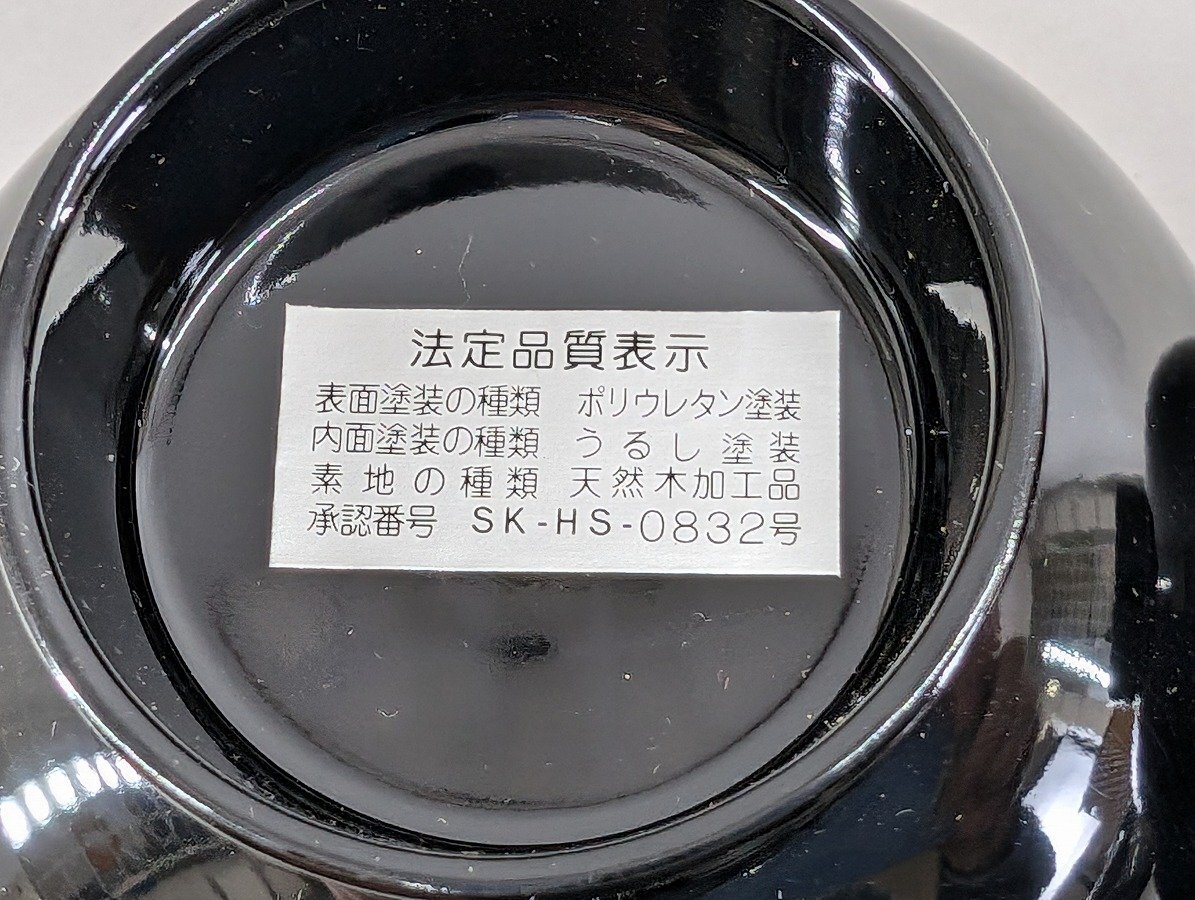 法定品質表示
表面塗装の種類 ポリウレタン塗装
内面塗装の種類 うるし塗装
素地の種類 天然木加工品
承認番号 SK-HS-0832号